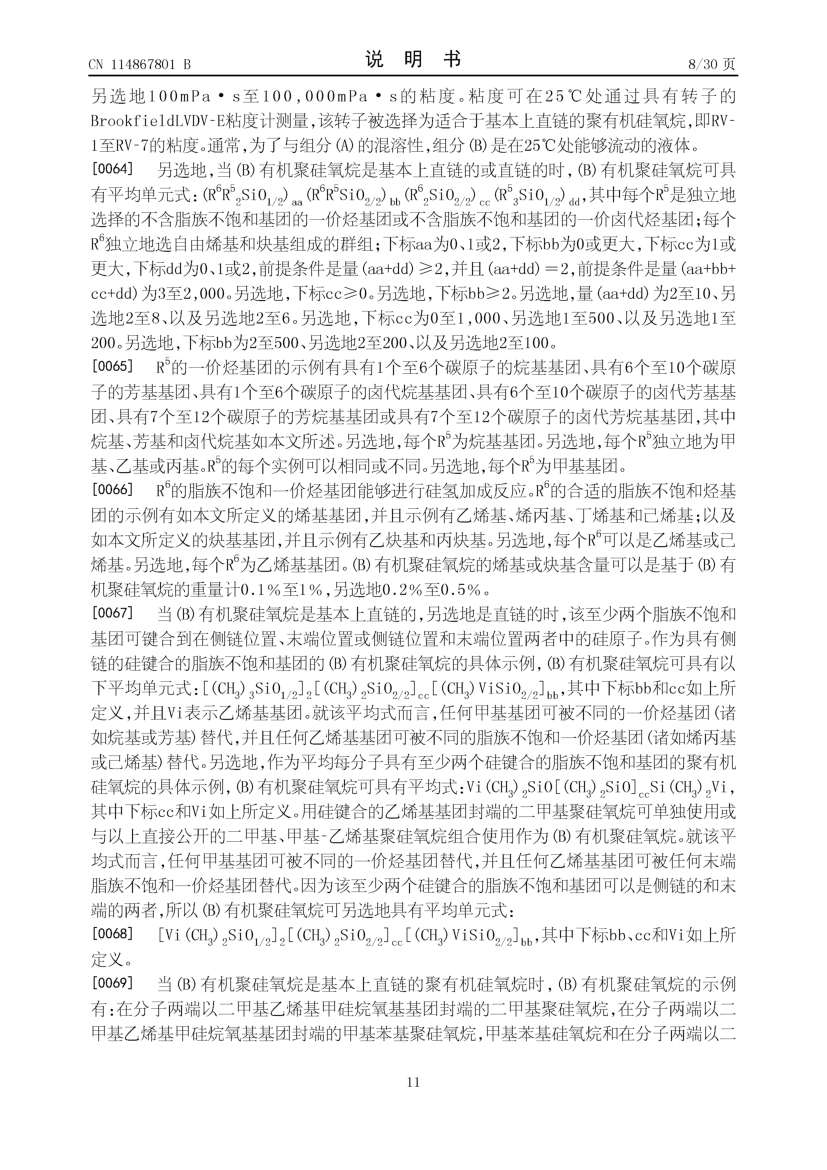 CN 114867801 B
说 明 书
8/30 页
另选地100mPa•s至100,000mPa•s的粘度。粘度可在25℃处通过具有转子的
BrookfieldLVDV-E粘度计测量,该转子被选择为适合于基本上直链的聚有机硅氧烷,即RV-
1至RV-7的粘度。通常,为了与组分(A)的混溶性,组分(B)是在25℃处能够流动的液体。
[0064] 另选地,当(B)有机聚硅氧烷是基本上直链的或直链的时,(B)有机聚硅氧烷可具
有平均单元式:(R⁶R⁵₂SiO₁/₂)aa(R⁶R⁵SiO₂/₂)bb(R⁶₂SiO₂/₂)cc(R⁵₃SiO₁/₂)dd,其中每个R⁵是独立地
选择的不含脂族不饱和基团的一价烃基团或不含脂族不饱和基团的一价卤代烃基团;每个
R⁶独立地选自由烯基和炔基组成的群组;下标aa为0、1或2,下标bb为0或更大,下标cc为1或
更大,下标dd为0、1或2,前提条件是量(aa+dd)≥2,并且(aa+dd)=2,前提条件是量(aa+bb+
cc+dd)为3至2,000。另选地,下标cc≥0。另选地,下标bb≥2。另选地,量(aa+dd)为2至10、另
选地2至8、以及另选地2至6。另选地,下标cc为0至1,000、另选地1至500、以及另选地1至
200。另选地,下标bb为2至500、另选地2至200、以及另选地2至100。
[0065] R⁵的一价烃基团的示例有具有1个至6个碳原子的烷基基团、具有6个至10个碳原
子的芳基基团、具有1个至6个碳原子的卤代烷基基团、具有6个至10个碳原子的卤代芳基基
团、具有7个至12个碳原子的芳烷基基团或具有7个至12个碳原子的卤代芳烷基基团,其中
烷基、芳基和卤代烷基如本文所述。另选地,每个R⁵为烷基基团。另选地,每个R⁵独立地为甲
基、乙基或丙基。R⁵的每个实例可以相同或不同。另选地,每个R⁵为甲基基团。
[0066] R⁶的脂族不饱和一价烃基团能够进行硅氢加成反应。R⁶的合适的脂族不饱和烃基
团的示例有如本文所定义的烯基基团,并且示例有乙烯基、烯丙基、丁烯基和己烯基;以及
如本文所定义的炔基基团,并且示例有乙炔基和丙炔基。另选地,每个R⁶可以是乙烯基或己
烯基。另选地,每个R⁶为乙烯基基团。(B)有机聚硅氧烷的烯基或炔基含量可以是基于(B)有
机聚硅氧烷的重量计0.1%至1%,另选地0.2%至0.5%。
[0067] 当(B)有机聚硅氧烷是基本上直链的,另选地是直链的时,该至少两个脂族不饱和
基团可键合到在侧链位置、末端位置或侧链位置和末端位置两者中的硅原子。作为具有侧
链的硅键合的脂族不饱和基团的(B)有机聚硅氧烷的具体示例,(B)有机聚硅氧烷可具有以
下平均单元式:[(CH₃)₃SiO₁/₂]₂[(CH₃)₂SiO₂/₂]cc[(CH₃)ViSiO₂/₂]bb,其中下标bb和cc如上所
定义,并且Vi表示乙烯基基团。就该平均式而言,任何甲基基团可被不同的一价烃基团(诸
如烷基或芳基)替代,并且任何乙烯基基团可被不同的脂族不饱和一价烃基团(诸如烯丙基
或己烯基)替代。另选地,作为平均每分子具有至少两个硅键合的脂族不饱和基团的聚有机
硅氧烷的具体示例,(B)有机聚硅氧烷可具有平均式:Vi(CH₃)₂SiO[(CH₃)₂SiO]ccSi(CH₃)₂Vi,
其中下标cc和Vi如上所定义。用硅键合的乙烯基基团封端的二甲基聚硅氧烷可单独使用或
与以上直接公开的二甲基、甲基-乙烯基聚硅氧烷组合使用作为(B)有机聚硅氧烷。就该平
均式而言,任何甲基基团可被不同的一价烃基团替代,并且任何乙烯基基团可被任何末端
脂族不饱和一价烃基团替代。因为该至少两个硅键合的脂族不饱和基团可以是侧链的和末
端的两者,所以(B)有机聚硅氧烷可另选地具有平均单元式:
[0068] [Vi(CH₃)₂SiO₁/₂]₂[(CH₃)₂SiO₂/₂]cc[(CH₃)ViSiO₂/₂]bb,其中下标bb、cc和Vi如上所
定义。
[0069] 当(B)有机聚硅氧烷是基本上直链的聚有机硅氧烷时,(B)有机聚硅氧烷的示例
有:在分子两端以二甲基乙烯基甲硅烷氧基基团封端的二甲基聚硅氧烷,在分子两端以二
甲基乙烯基甲硅烷氧基基团封端的甲基苯基聚硅氧烷,甲基苯基硅氧烷和在分子两端以二
11